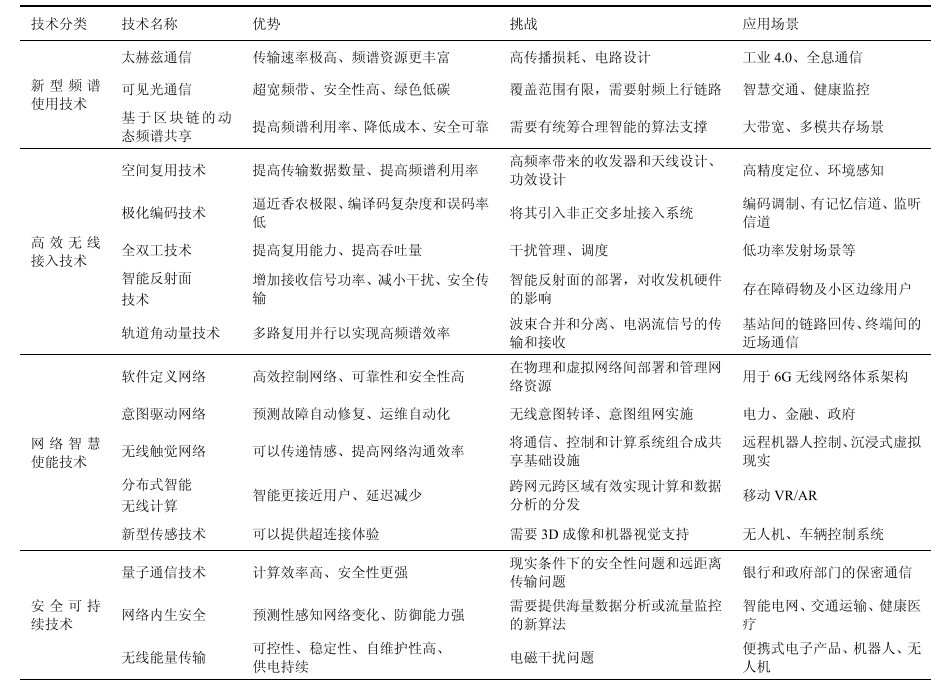 技术分类 技术名称 优势 挑战 应用场景
太赫兹通信 传输速率极高、频谱资源更丰富 高传播损耗、电路设计 工业 4.0、全息通信
新型频谱
使用技术
可见光通信 超宽频带、安全性高、绿色低碳 覆盖范围有限，需要射频上行链路 智慧交通、健康监控
基于区块链的动
态频谱共享
提高频谱利用率、降低成本、安全可靠 需要有统筹合理智能的算法支撑 大带宽、多模共存场景
空间复用技术 提高传输数据数量、提高频谱利用率
高频率带来的收发器和天线设计、
功效设计
高精度定位、环境感知
极化编码技术
逼近香农极限、编译码复杂度和误码率
低
将其引入非正交多址接入系统
编码调制、有记忆信道、监听
信道
高效无线
接入技术
全双工技术 提高复用能力、提高吞吐量 干扰管理、调度 低功率发射场景等
智能反射面
技术
增加接收信号功率、减小干扰、安全传
输
智能反射面的部署，对收发机硬件
的影响
存在障碍物及小区边缘用户
轨道角动量技术 多路复用并行以实现高频谱效率
波束合并和分离、电涡流信号的传
输和接收
基站间的链路回传、终端间的
近场通信
软件定义网络 高效控制网络、可靠性和安全性高
在物理和虚拟网络间部署和管理网
络资源
用于 6G 无线网络体系架构
意图驱动网络 预测故障自动修复、运维自动化 无线意图转译、意图组网实施 电力、金融、政府
网络智慧
使能技术
无线触觉网络 可以传递情感、提高网络沟通效率
将通信、控制和计算系统组合成共
享基础设施
远程机器人控制、沉浸式虚拟
现实
分布式智能
无线计算
智能更接近用户、延迟减少
跨网元跨区域有效实现计算和数据
分析的分发
移动 VR/AR
新型传感技术 可以提供超连接体验 需要 3D 成像和机器视觉支持 无人机、车辆控制系统
量子通信技术 计算效率高、安全性更强
现实条件下的安全性问题和远距离
传输问题
银行和政府部门的保密通信
安全可持
续技术
网络内生安全 预测性感知网络变化、防御能力强
需要提供海量数据分析或流量监控
的新算法
智能电网、交通运输、健康医
疗
无线能量传输
可控性、稳定性、自维护性高、
供电持续
电磁干扰问题
便携式电子产品、机器人、无
人机